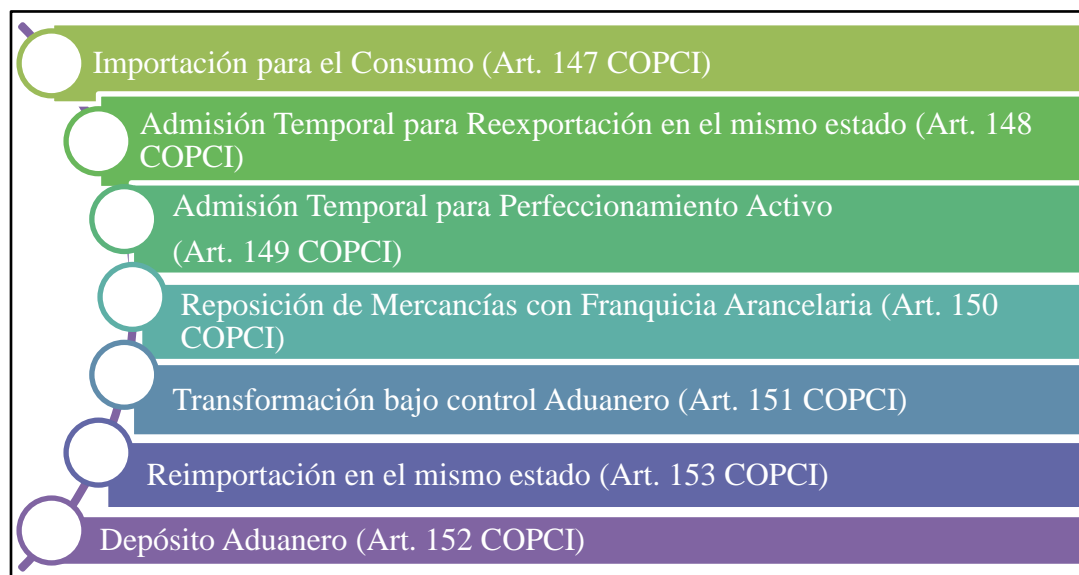 Importación para el Consumo (Art. 147 COPCI)
Admisión Temporal para Reexportación en el mismo estado (Art. 148
COPCI)
Admisión Temporal para Perfeccionamiento Activo
(Art. 149 COPCI)
Reposición de Mercancías con Franquicia Arancelaria (Art. 150
COPCI)
Transformación bajo control Aduanero (Art. 151 COPCI)
Reimportación en el mismo estado (Art. 153 COPCI)
Depósito Aduanero (Art. 152 COPCI)